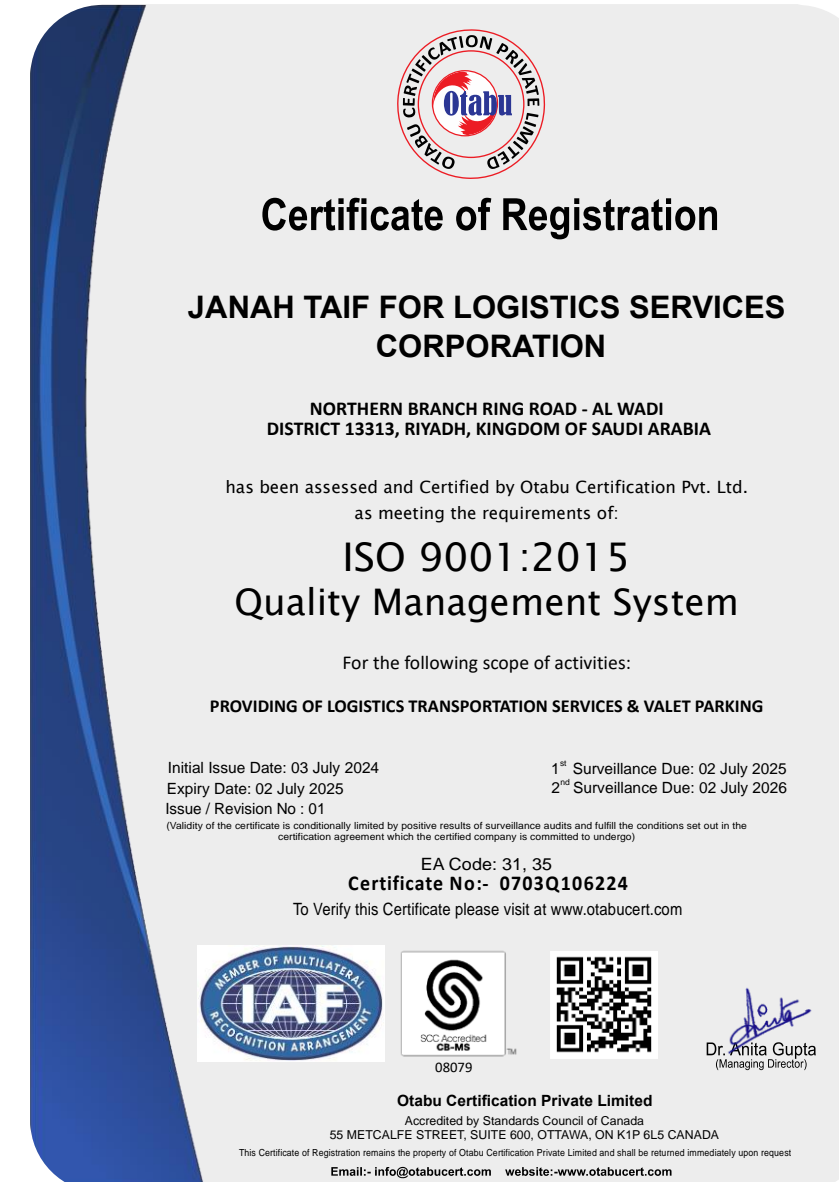 OTABU CERTIFICATION PRIVATE LIMITED
Otabu
Certificate of Registration
JANAH TAIF FOR LOGISTICS SERVICES
CORPORATION
NORTHERN BRANCH RING ROAD - AL WADI
DISTRICT 13313, RIYADH, KINGDOM OF SAUDI ARABIA
has been assessed and Certified by Otabu Certification Pvt. Ltd.
as meeting the requirements of:
ISO 9001:2015
Quality Management System
For the following scope of activities:
PROVIDING OF LOGISTICS TRANSPORTATION SERVICES & VALET PARKING
Initial Issue Date: 03 July 2024
Expiry Date: 02 July 2025
Issue / Revision No : 01
1st Surveillance Due: 02 July 2025
2nd Surveillance Due: 02 July 2026
(Validity of the certificate is conditionally limited by positive results of surveillance audits and fulfill the conditions set out in the
certification agreement which the certified company is committed to undergo)
EA Code: 31, 35
Certificate No:- 0703Q106224
To Verify this Certificate please visit at www.otabucert.com
MEMBER OF MULTILATERAL
IAF
RECOGNITION ARRANGEMENT
SCC Accredited
CB-MS
TM
08079
Dr. Anita Gupta
(Managing Director)
Otabu Certification Private Limited
Accredited by Standards Council of Canada
55 METCALFE STREET, SUITE 600, OTTAWA, ON K1P 6L5 CANADA
This Certificate of Registration remains the property of Otabu Certification Private Limited and shall be returned immediately upon request
Email:- info@otabucert.com website:-www.otabucert.com